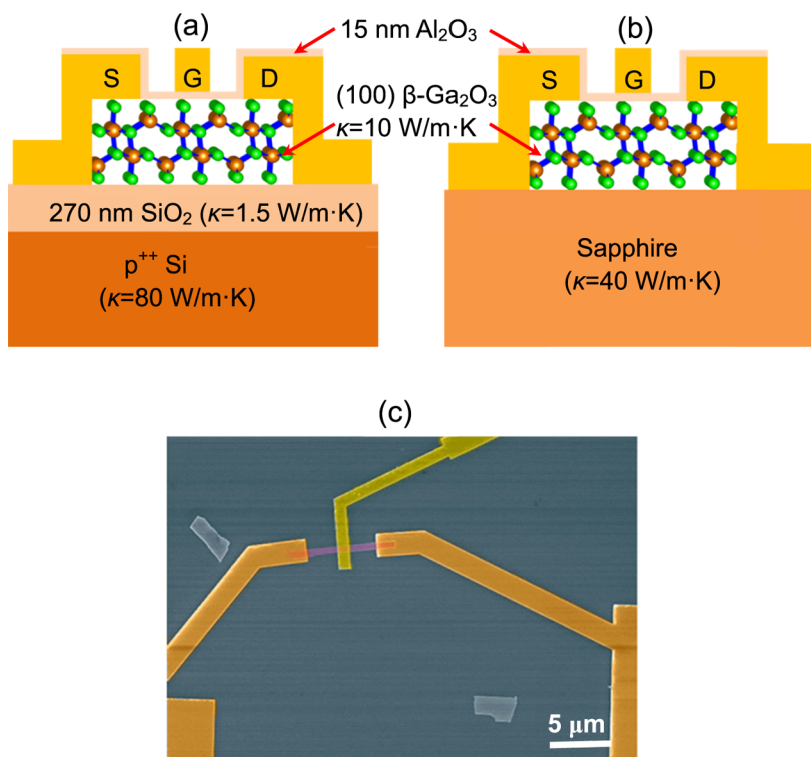 (a)
15 nm Al₂O₃
(b)
S G D
S G D
(100) β-Ga₂O₃
κ=10 W/m·K
270 nm SiO₂ (κ=1.5 W/m·K)
p⁺⁺ Si
(κ=80 W/m·K)
Sapphire
(κ=40 W/m·K)
(c)
5 μm